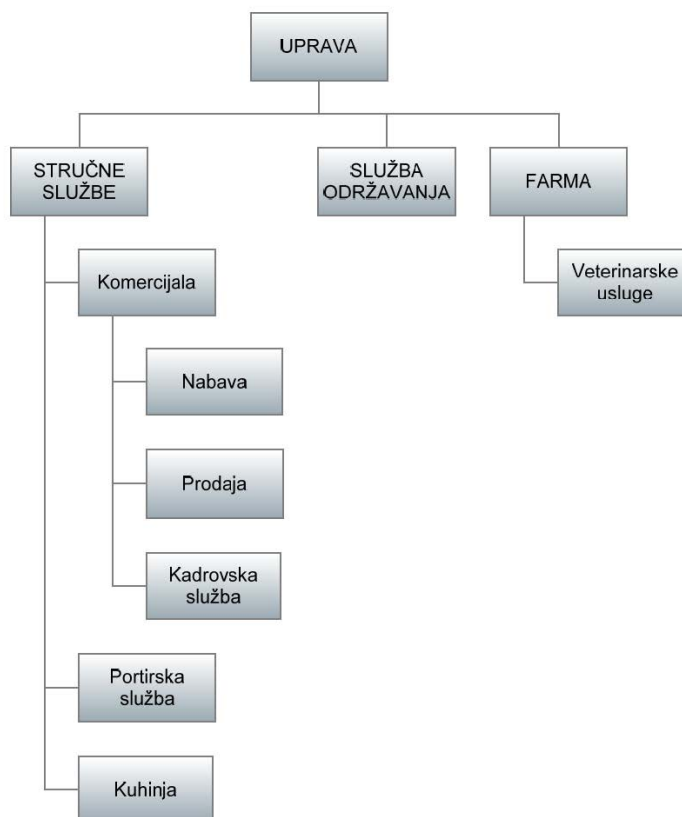 UPRAVA
STRUČNE
SLUŽBE
SLUŽBA
ODRŽAVANJA
FARMA
Komercijala
Veterinarske
usluge
Nabava
Prodaja
Kadrovska
služba
Portirska
služba
Kuhinja